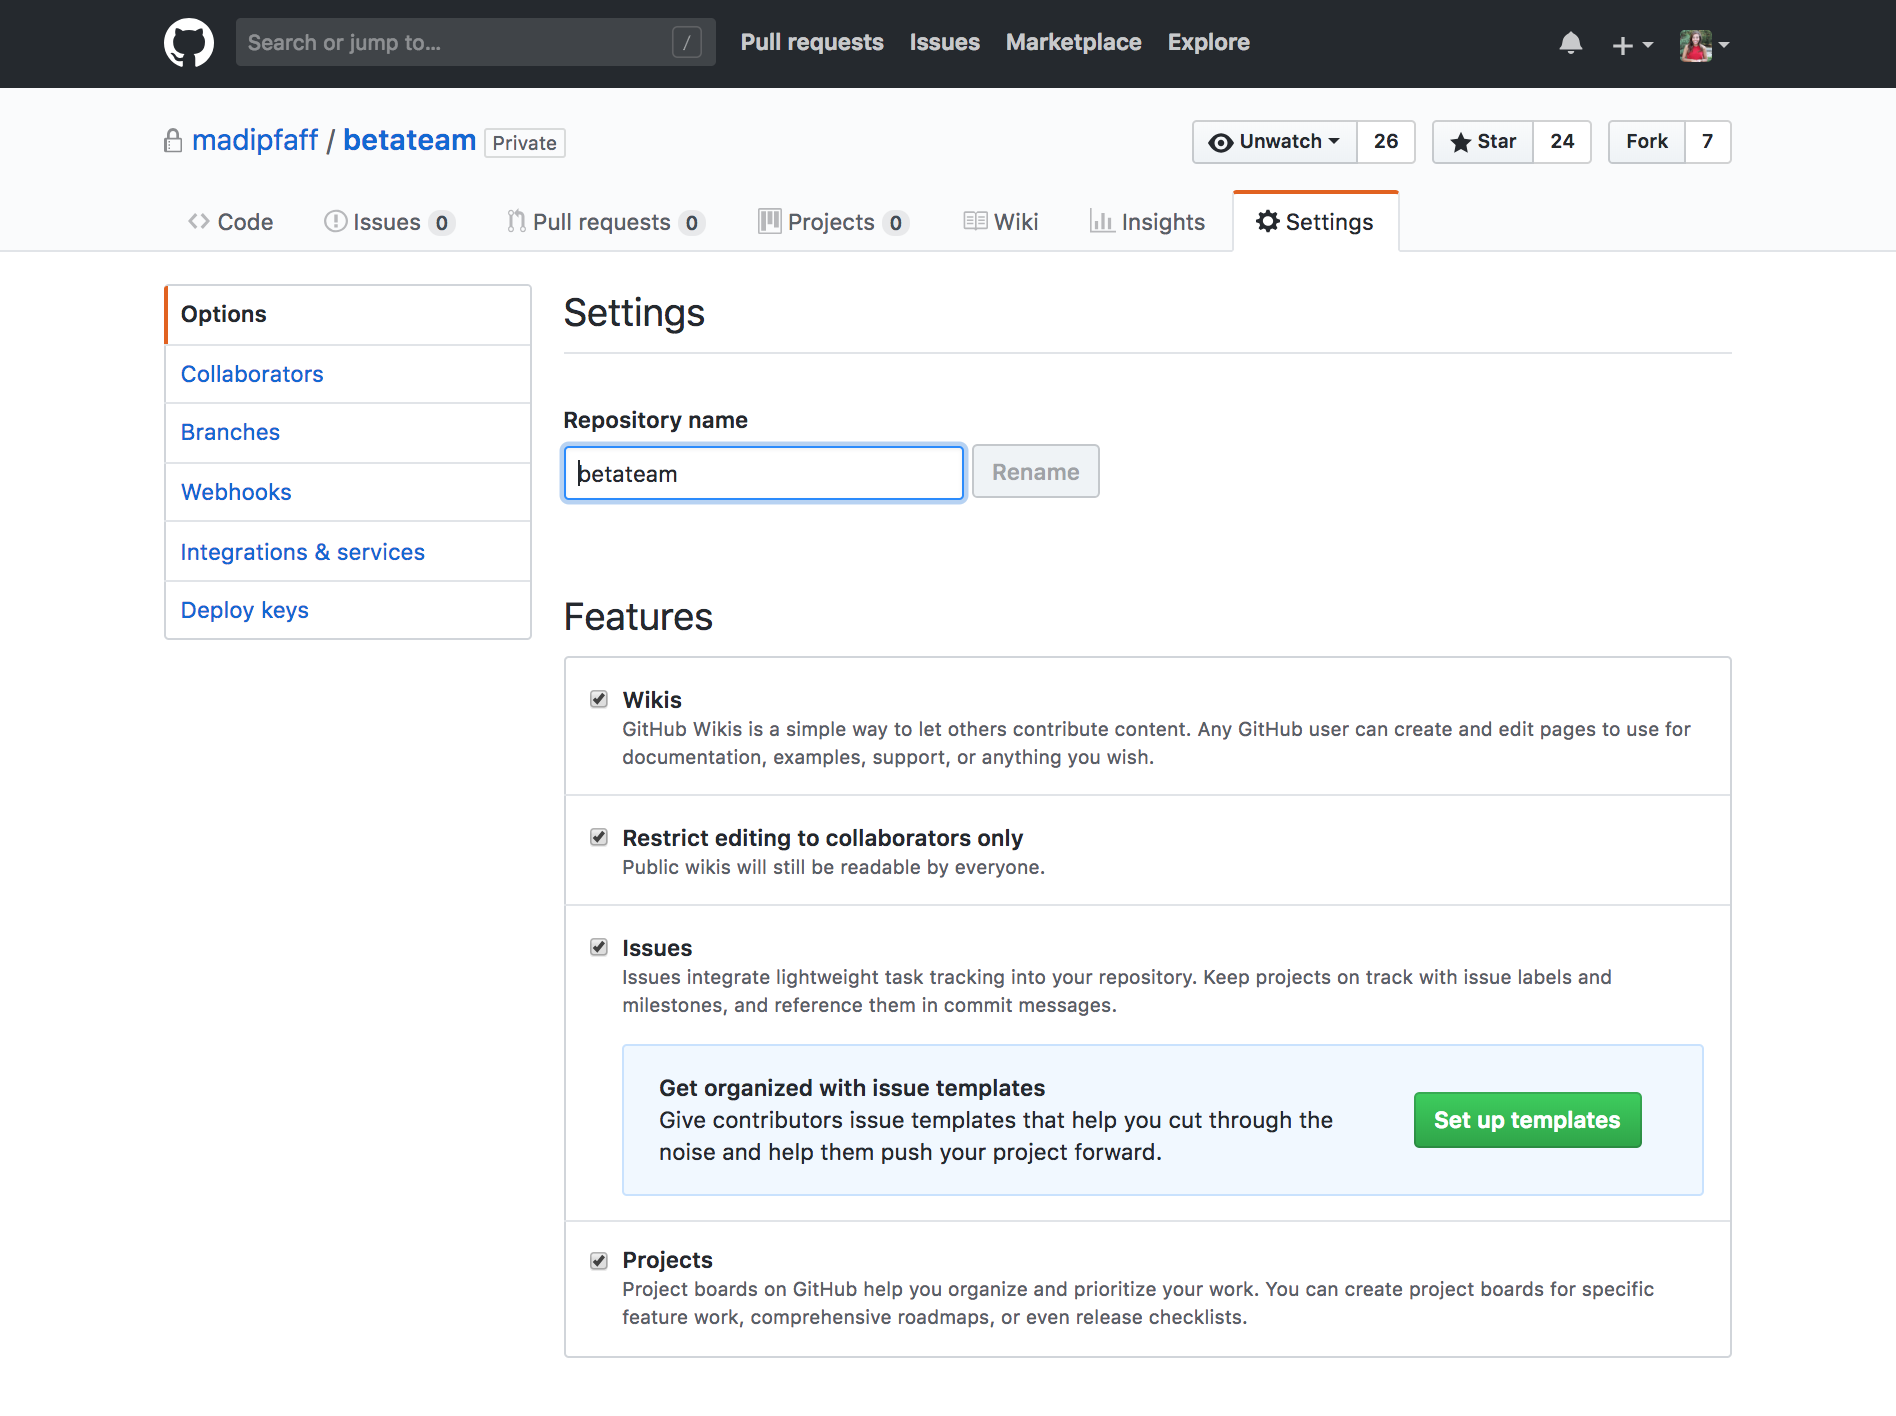 Search or jump to... /
Pull requests Issues Marketplace Explore
madipfaff / betateam Private
Unwatch 26 Star 24 Fork 7
Code Issues 0 Pull requests 0 Projects 0 Wiki Insights Settings
Options
Collaborators
Branches
Webhooks
Integrations & services
Deploy keys
Settings
Repository name
betateam Rename
Features
Wikis
GitHub Wikis is a simple way to let others contribute content. Any GitHub user can create and edit pages to use for
documentation, examples, support, or anything you wish.
Restrict editing to collaborators only
Public wikis will still be readable by everyone.
Issues
Issues integrate lightweight task tracking into your repository. Keep projects on track with issue labels and
milestones, and reference them in commit messages.
Get organized with issue templates
Give contributors issue templates that help you cut through the
noise and help them push your project forward.
Set up templates
Projects
Project boards on GitHub help you organize and prioritize your work. You can create project boards for specific
feature work, comprehensive roadmaps, or even release checklists.